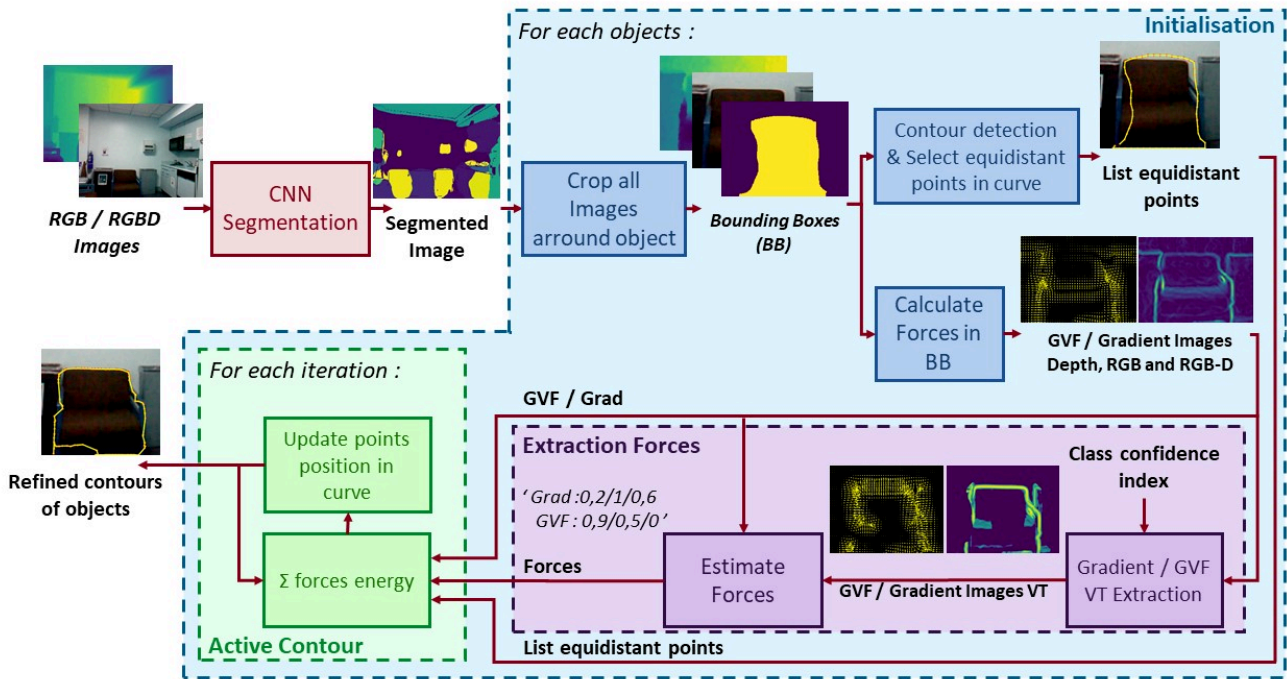 Initialisation
For each objects :
RGB / RGBD
Images
CNN
Segmentation
Segmented
Image
Crop all
Images
arround object
Bounding Boxes
(BB)
Contour detection
& Select equidistant
points in curve
List equidistant
points
Calculate
Forces in
BB
GVF / Gradient Images
Depth, RGB and RGB-D
For each iteration :
Update points
position in
curve
Σ forces energy
Active Contour
Refined contours
of objects
GVF / Grad
Extraction Forces
‘ Grad :0,2/1/0,6
GVF : 0,9/0,5/0’
Class confidence
index
Forces
Estimate
Forces
GVF / Gradient Images VT
Gradient / GVF
VT Extraction
List equidistant points